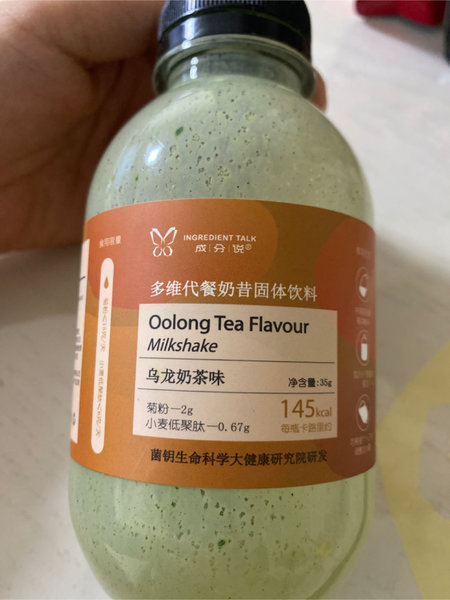 INGREDIENT TALK
成分悦®
多维代餐奶昔固体饮料
Oolong Tea Flavour
Milkshake
乌龙奶茶味
净含量:35g
菊粉—2g
小麦低聚肽—0.67g
145kcal
每瓶卡路里约
菌钥生命科学大健康研究院研发